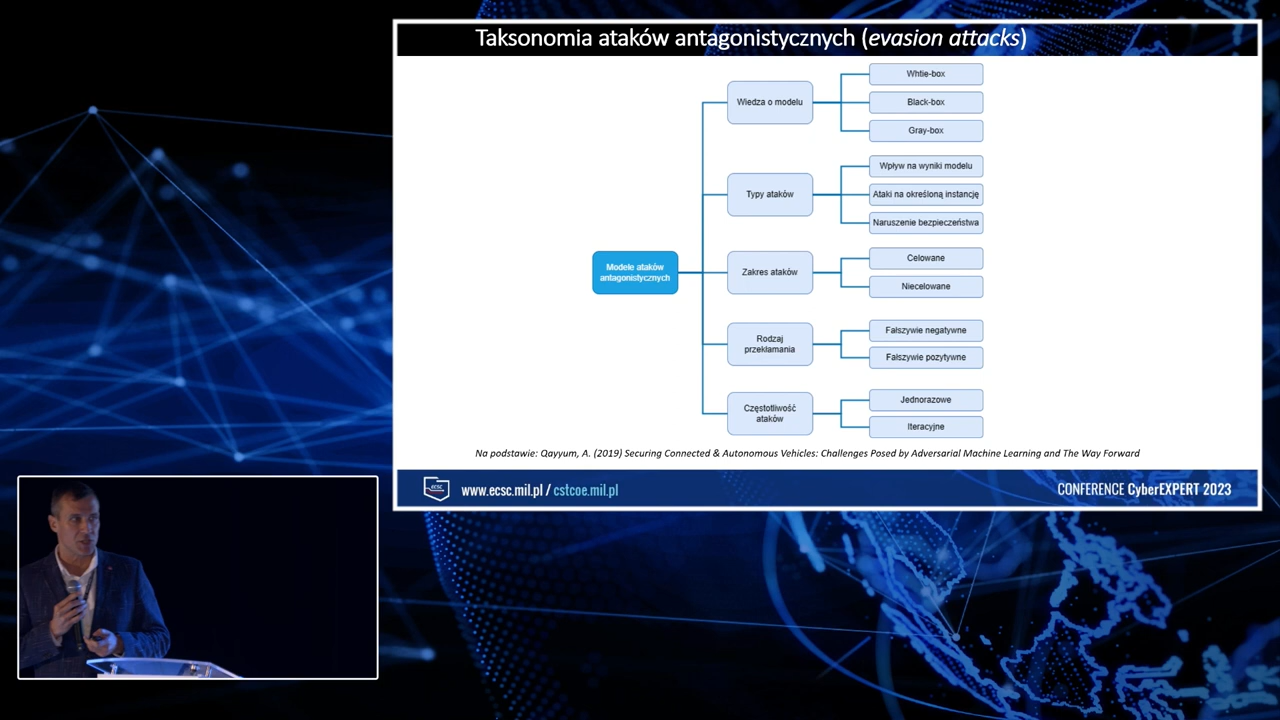 Taksonomia ataków antagonistycznych (evasion attacks)
Modele ataków
antagonistycznych
Wiedza o modelu
Whtie-box
Black-box
Gray-box
Typy ataków
Wpływ na wyniki modelu
Ataki na określoną instancję
Naruszenie bezpieczeństwa
Zakres ataków
Celowane
Niecelowane
Rodzaj
przekłamania
Fałszywie negatywne
Fałszywie pozytywne
Częstotliwość
ataków
Jednorazowe
Iteracyjne
Na podstawie: Qayyum, A. (2019) Securing Connected & Autonomous Vehicles: Challenges Posed by Adversarial Machine Learning and The Way Forward
ecsc
www.ecsc.mil.pl / cstcoe.mil.pl
CONFERENCE CyberEXPERT 2023